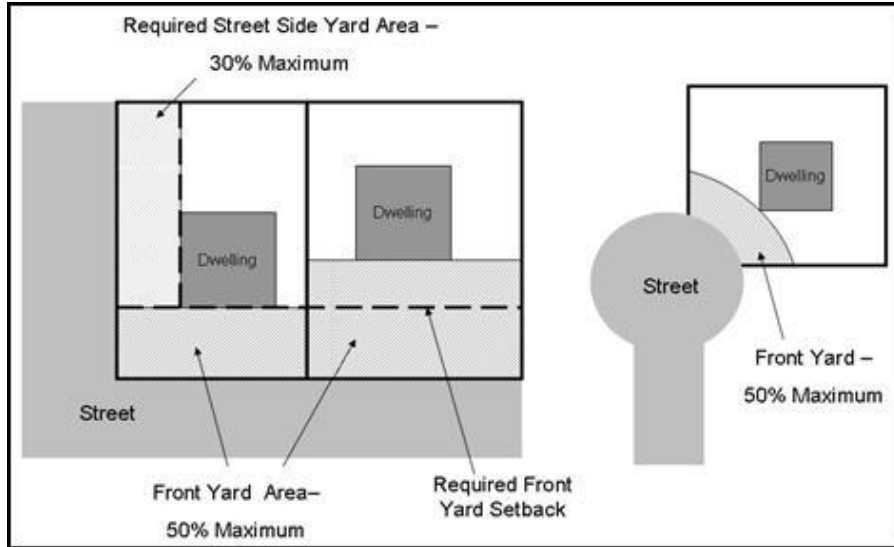 Required Street Side Yard Area –
30% Maximum
Dwelling
Dwelling
Dwelling
Street
Street
Front Yard –
50% Maximum
Front Yard Area–
50% Maximum
Required Front
Yard Setback